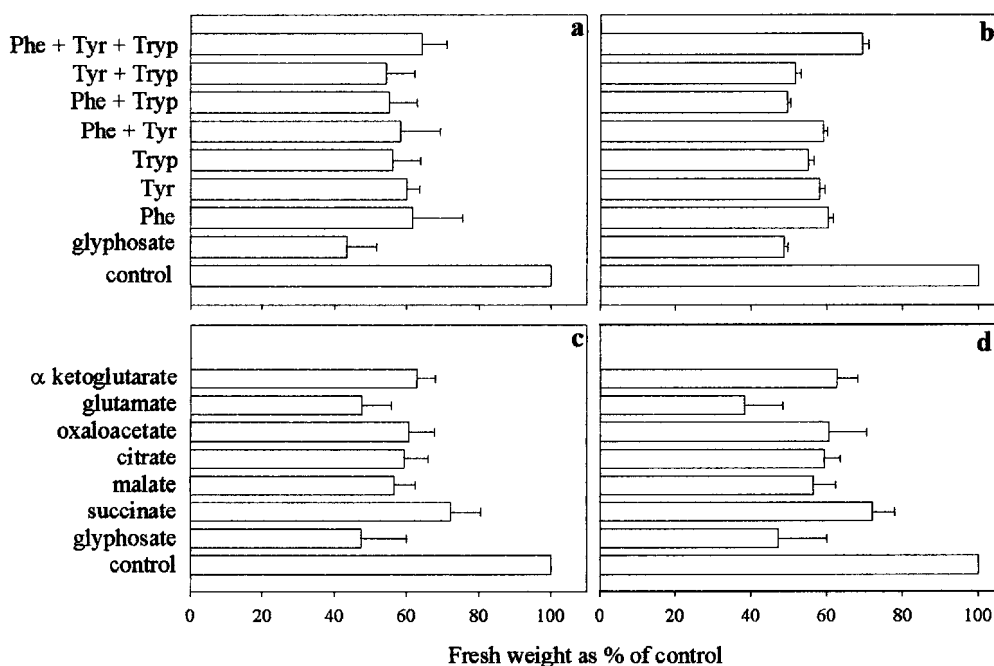 a
Phe + Tyr + Tryp
Tyr + Tryp
Phe + Tryp
Phe + Tyr
Tryp
Tyr
Phe
glyphosate
control
b
c
α ketoglutarate
glutamate
oxaloacetate
citrate
malate
succinate
glyphosate
control
d
0 20 40 60 80 100
0 20 40 60 80 100
Fresh weight as % of control